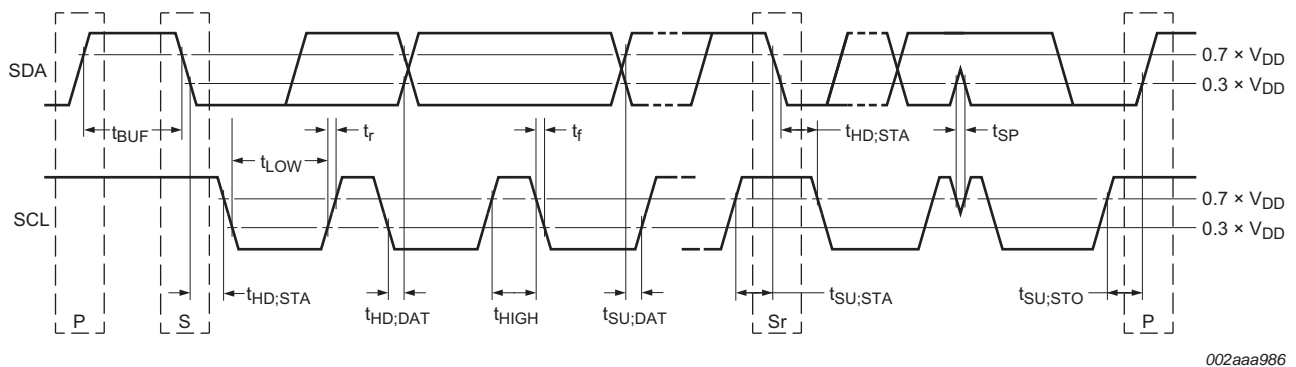 SDA
0.7 × VDD
0.3 × VDD
tBUF
tLOW
tr
tf
tHD;STA
tSP
SCL
0.7 × VDD
0.3 × VDD
tHD;STA
tHD;DAT
tHIGH
tSU;DAT
tSU;STA
tSU;STO
P
S
Sr
P
002aaa986